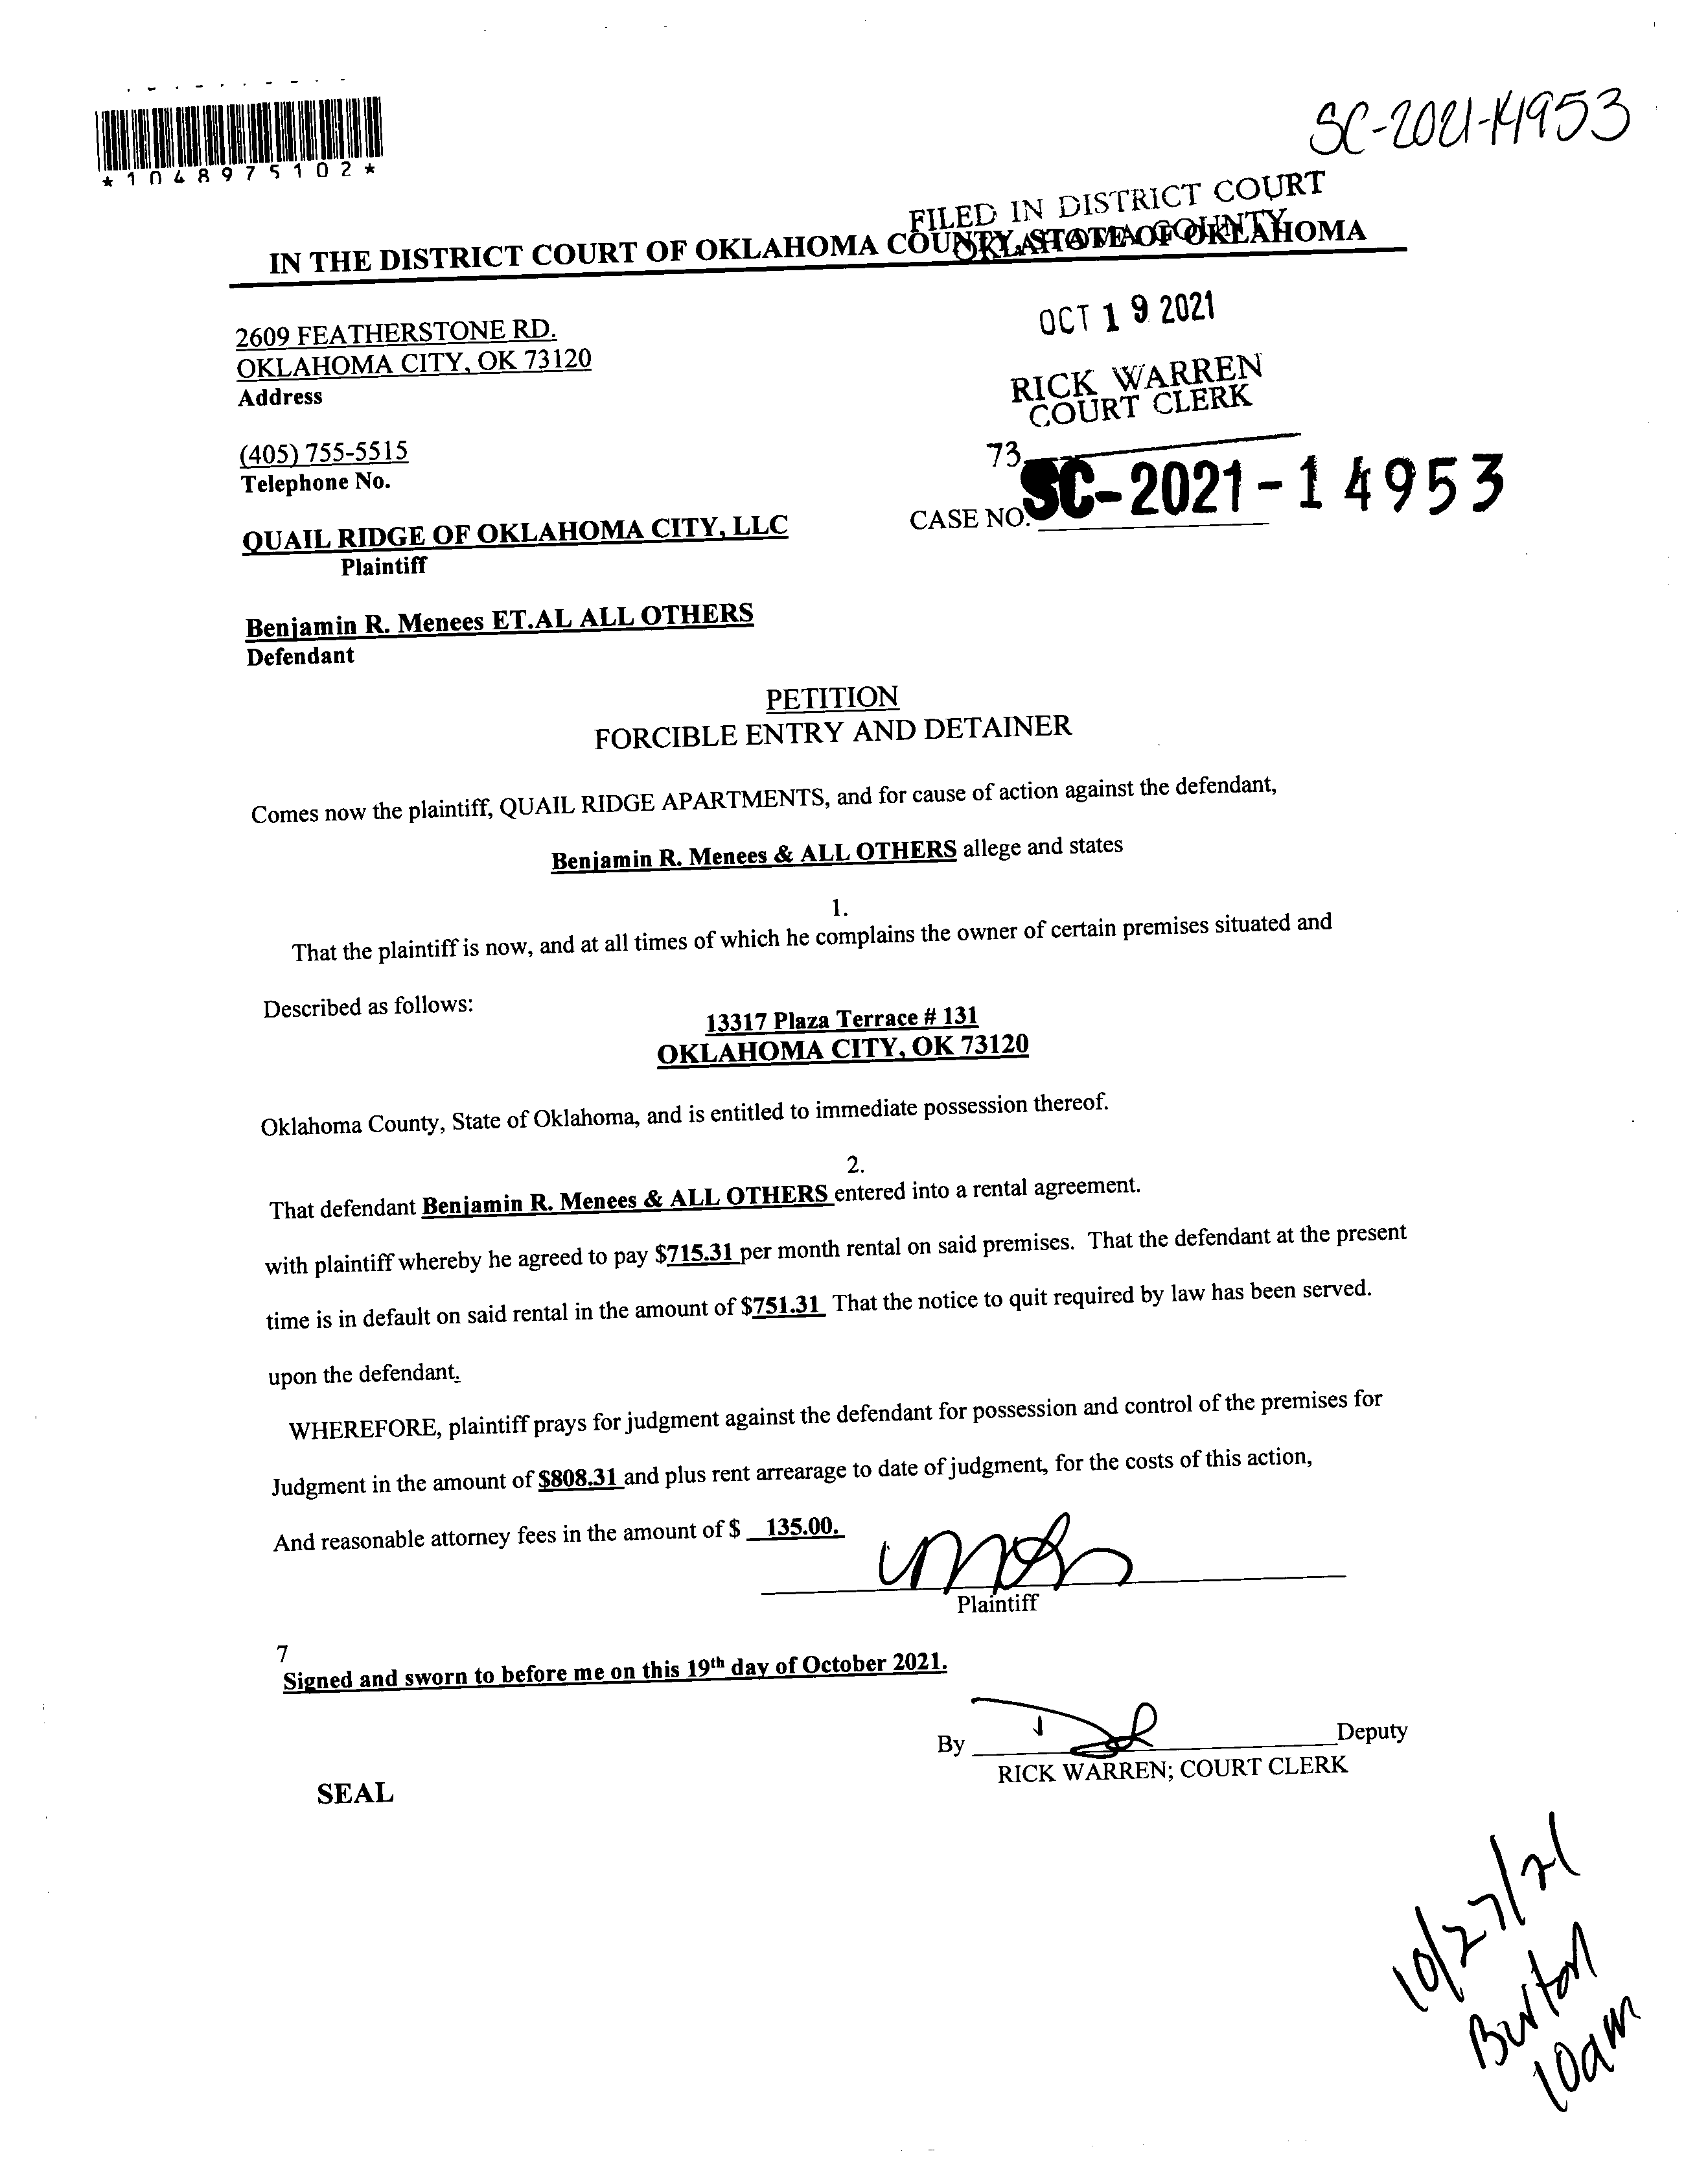 SC-2021-14953
*1048975102*
FILED IN DISTRICT COURT
OKLAHOMA COUNTY
IN THE DISTRICT COURT OF OKLAHOMA COUNTY, STATE OF OKLAHOMA
OCT 19 2021
2609 FEATHERSTONE RD.
OKLAHOMA CITY, OK 73120
Address
RICK WARREN
COURT CLERK
(405) 755-5515
Telephone No.
73
CASE NO. SC-2021-14953
QUAIL RIDGE OF OKLAHOMA CITY, LLC
Plaintiff
Benjamin R. Menees ET.AL ALL OTHERS
Defendant
PETITION
FORCIBLE ENTRY AND DETAINER
Comes now the plaintiff, QUAIL RIDGE APARTMENTS, and for cause of action against the defendant,
Benjamin R. Menees & ALL OTHERS allege and states
1.
That the plaintiff is now, and at all times of which he complains the owner of certain premises situated and
Described as follows:
13317 Plaza Terrace # 131
OKLAHOMA CITY, OK 73120
Oklahoma County, State of Oklahoma, and is entitled to immediate possession thereof.
2.
That defendant Benjamin R. Menees & ALL OTHERS entered into a rental agreement.
with plaintiff whereby he agreed to pay $715.31 per month rental on said premises. That the defendant at the present
time is in default on said rental in the amount of $751.31 That the notice to quit required by law has been served.
upon the defendant.
WHEREFORE, plaintiff prays for judgment against the defendant for possession and control of the premises for
Judgment in the amount of $808.31 and plus rent arrearage to date of judgment, for the costs of this action,
And reasonable attorney fees in the amount of $ 135.00.
Plaintiff
7
Signed and sworn to before me on this 19th day of October 2021.
By Deputy
RICK WARREN; COURT CLERK
SEAL
10/27/21
Burton
10am